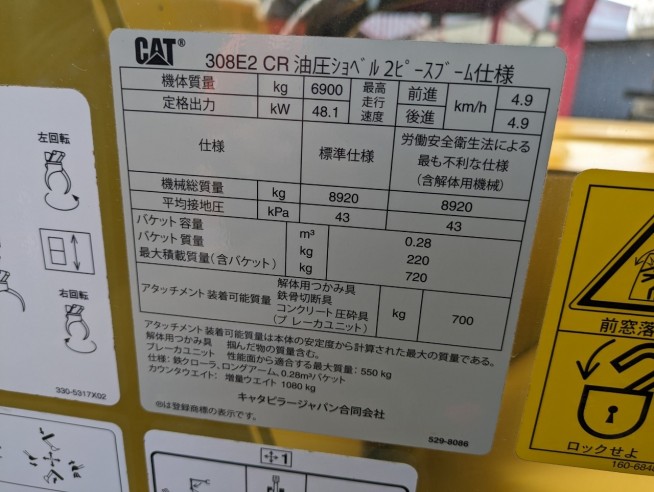 CAT® 308E2 CR 油圧ショベル 2ピースブーム仕様
機体質量 kg 6900 最高走行速度 前進 km/h 4.9
定格出力 kW 48.1 後進 4.9
仕様 標準仕様 労働安全衛生法による
最も不利な仕様
(含解体用機械)
機械総質量 kg 8920 8920
平均接地圧 kPa 43 43
バケット容量 m³ 0.28
バケット質量 kg 220
最大積載質量(含バケット) kg 720
アタッチメント装着可能質量 解体用つかみ具
鉄骨切断具
コンクリート圧砕具
(ブレーカユニット) kg 700
アタッチメント装着可能質量は本体の安定度から計算された最大の質量である。
解体用つかみ具 掴んだ物の質量含む。
ブレーカユニット 性能面から適合する最大質量: 550 kg
仕様: 鉄クローラ、ロングアーム、0.28m³バケット
カウンタウエイト: 増量ウエイト 1080 kg
キャタピラージャパン合同会社
®は登録商標の表示です。
529-8086
左回転
右回転
330-5317X02
1
前窓落
ロックせよ
160-684